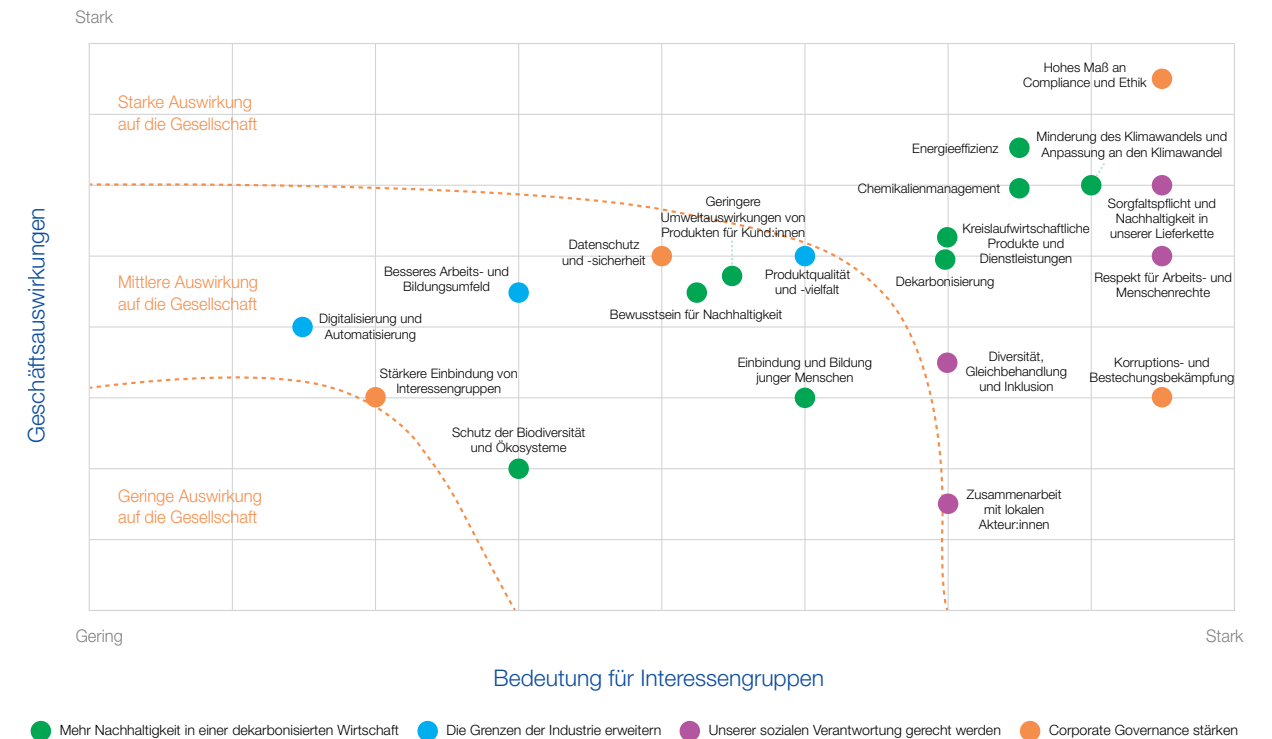 Stark
Hohes Maß an
Compliance und Ethik
Starke Auswirkung
auf die Gesellschaft
Energieeffizienz
Minderung des Klimawandels und
Anpassung an den Klimawandel
Chemikalienmanagement
Sorgfaltspflicht und
Nachhaltigkeit in
unserer Lieferkette
Geringere
Umweltauswirkungen von
Produkten für Kund:innen
Kreislaufwirtschaftliche
Produkte und
Dienstleistungen
Datenschutz
und -sicherheit
Besseres Arbeits- und
Bildungsumfeld
Produktqualität
und -vielfalt
Dekarbonisierung
Respekt für Arbeits- und
Menschenrechte
Mittlere Auswirkung
auf die Gesellschaft
Bewusstsein für Nachhaltigkeit
Digitalisierung und
Automatisierung
Geschäftsauswirkungen
Stärkere Einbindung von
Interessengruppen
Einbindung und Bildung
junger Menschen
Diversität,
Gleichbehandlung
und Inklusion
Korruptions- und
Bestechungsbekämpfung
Schutz der Biodiversität
und Ökosysteme
Geringe Auswirkung
auf die Gesellschaft
Zusammenarbeit
mit lokalen
Akteur:innen
Gering
Stark
Bedeutung für Interessengruppen
Mehr Nachhaltigkeit in einer dekarbonisierten Wirtschaft
Die Grenzen der Industrie erweitern
Unserer sozialen Verantwortung gerecht werden
Corporate Governance stärken